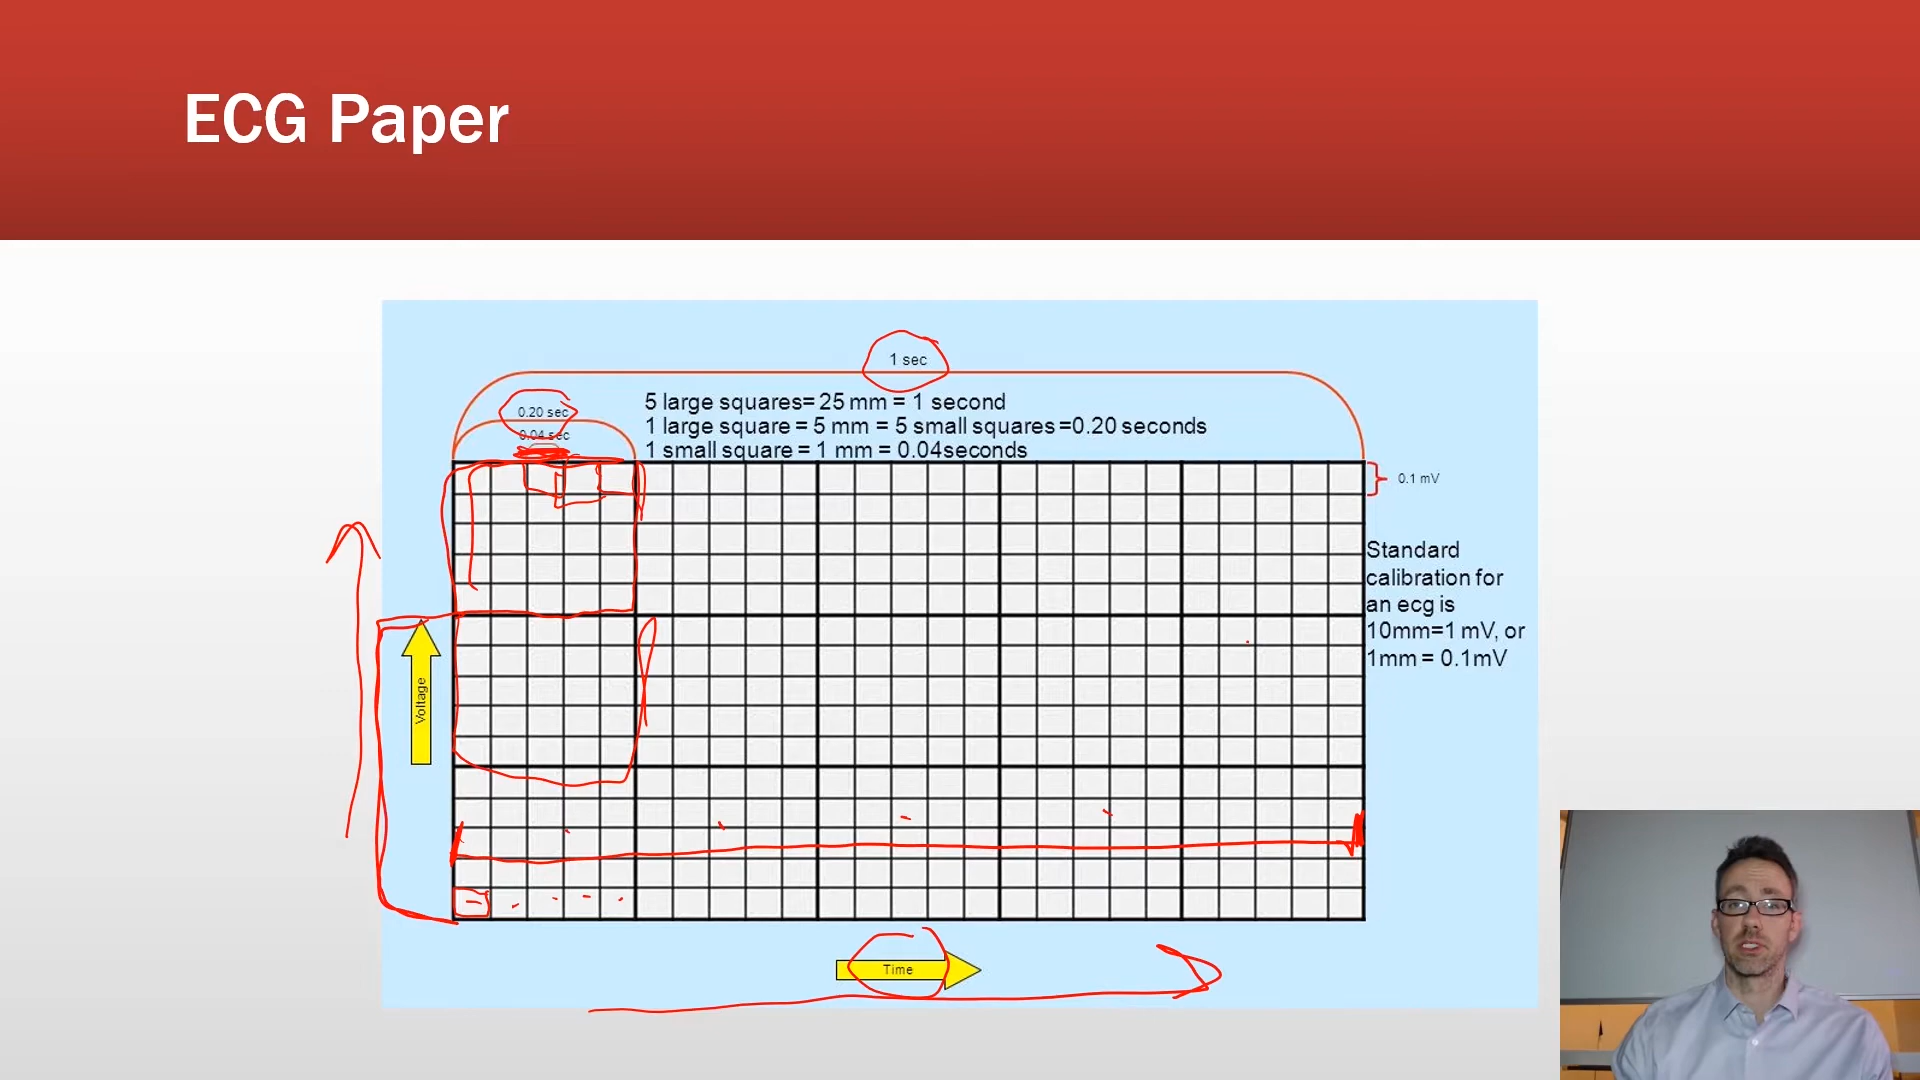 ECG Paper
1 sec
0.20 sec
0.04 sec
5 large squares= 25 mm = 1 second
1 large square = 5 mm = 5 small squares =0.20 seconds
1 small square = 1 mm = 0.04seconds
0.1 mV
Standard
calibration for
an ecg is
10mm=1 mV, or
1mm = 0.1mV
Voltage
Time